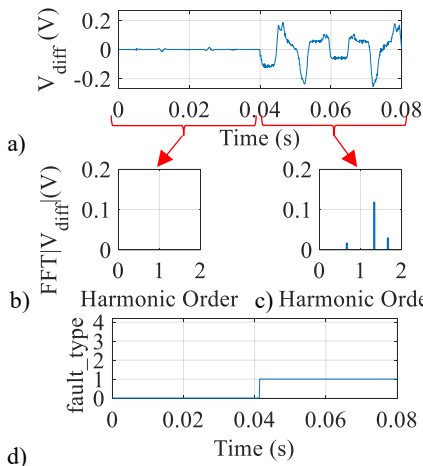 V_diff (V)
0.2
0
-0.2
0 0.02 0.04 0.06 0.08
Time (s)
a)
FFT|V_diff|(V)
0.2
0.1
0
0 1 2
Harmonic Order
b)
0.2
0.1
0
0 1 2
Harmonic Orde
c)
fault_type
4
3
2
1
0
0 0.02 0.04 0.06 0.08
Time (s)
d)